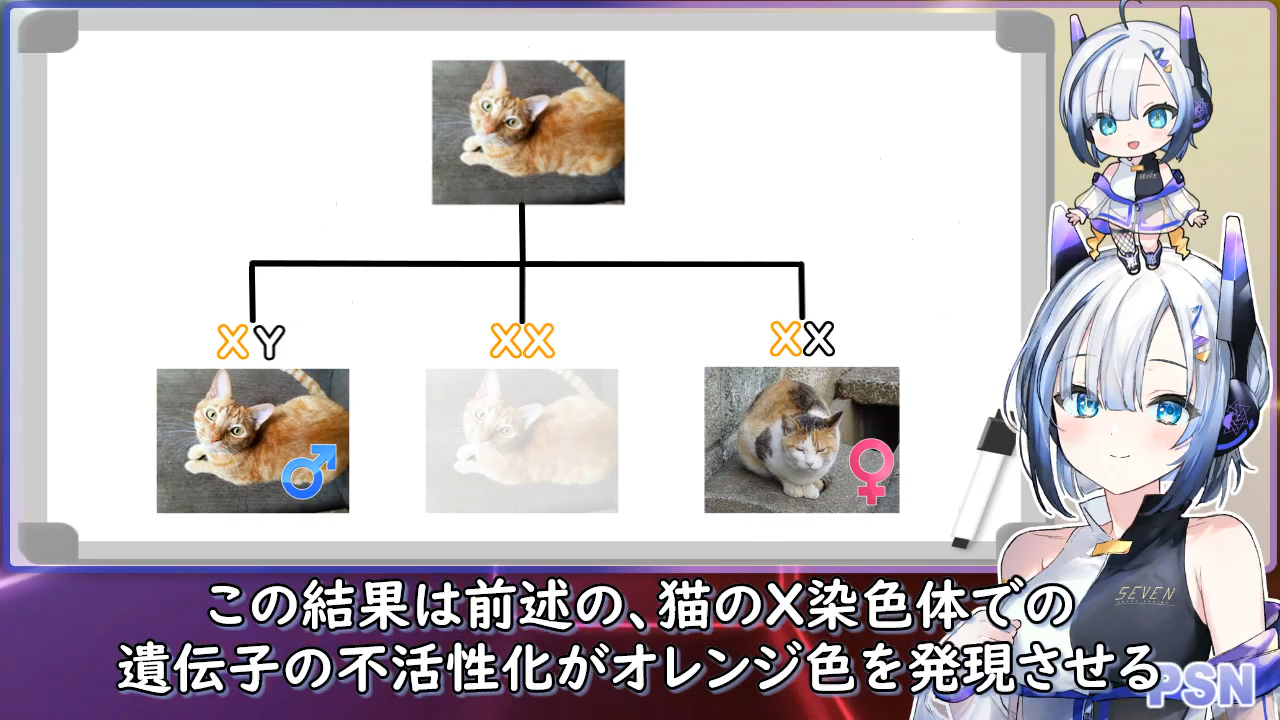 XY
XX
XX
SEVEN
この結果は前述の、猫のX染色体での
遺伝子の不活性化がオレンジ色を発現させる
PSN